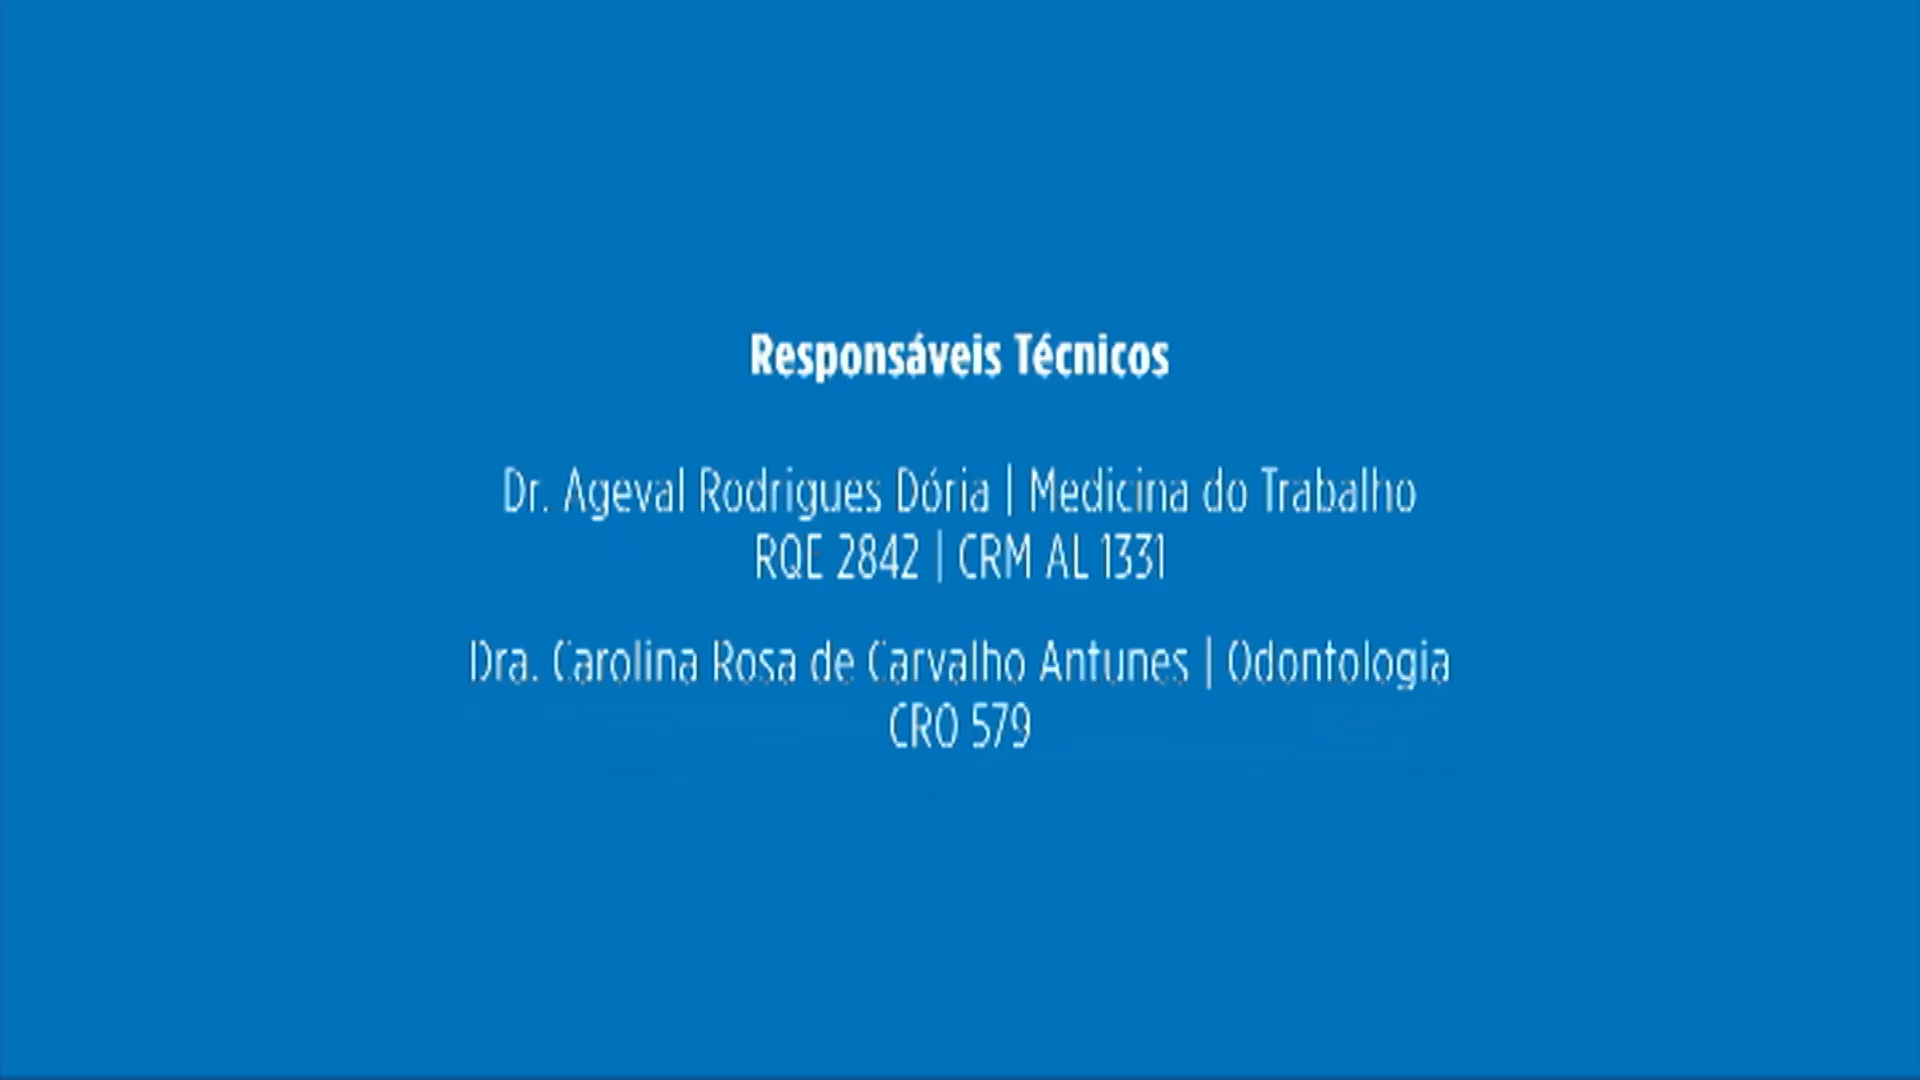 Responsáveis Técnicos
Dr. Ageval Rodrigues Dória | Medicina do Trabalho
RQE 2842 | CRM AL 1331
Dra. Carolina Rosa de Carvalho Antunes | Odontologia
CRO 579